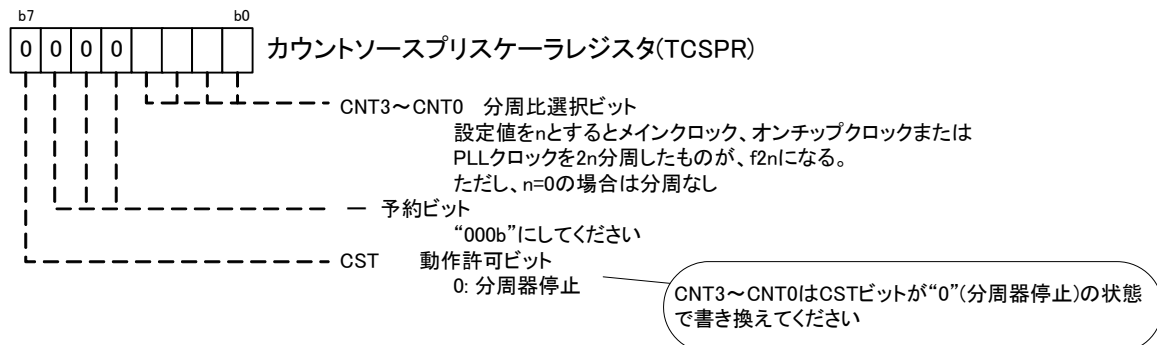 b7 b0
0 0 0 0 カウントソースプリスケーラレジスタ(TCSPR)
CNT3～CNT0 分周比選択ビット
設定値をnとするとメインクロック、オンチップクロックまたは
PLLクロックを2n分周したものが、f2nになる。
ただし、n=0の場合は分周なし
― 予約ビット
“000b”にしてください
CST 動作許可ビット
0: 分周器停止
CNT3～CNT0はCSTビットが“0”(分周器停止)の状態
で書き換えてください